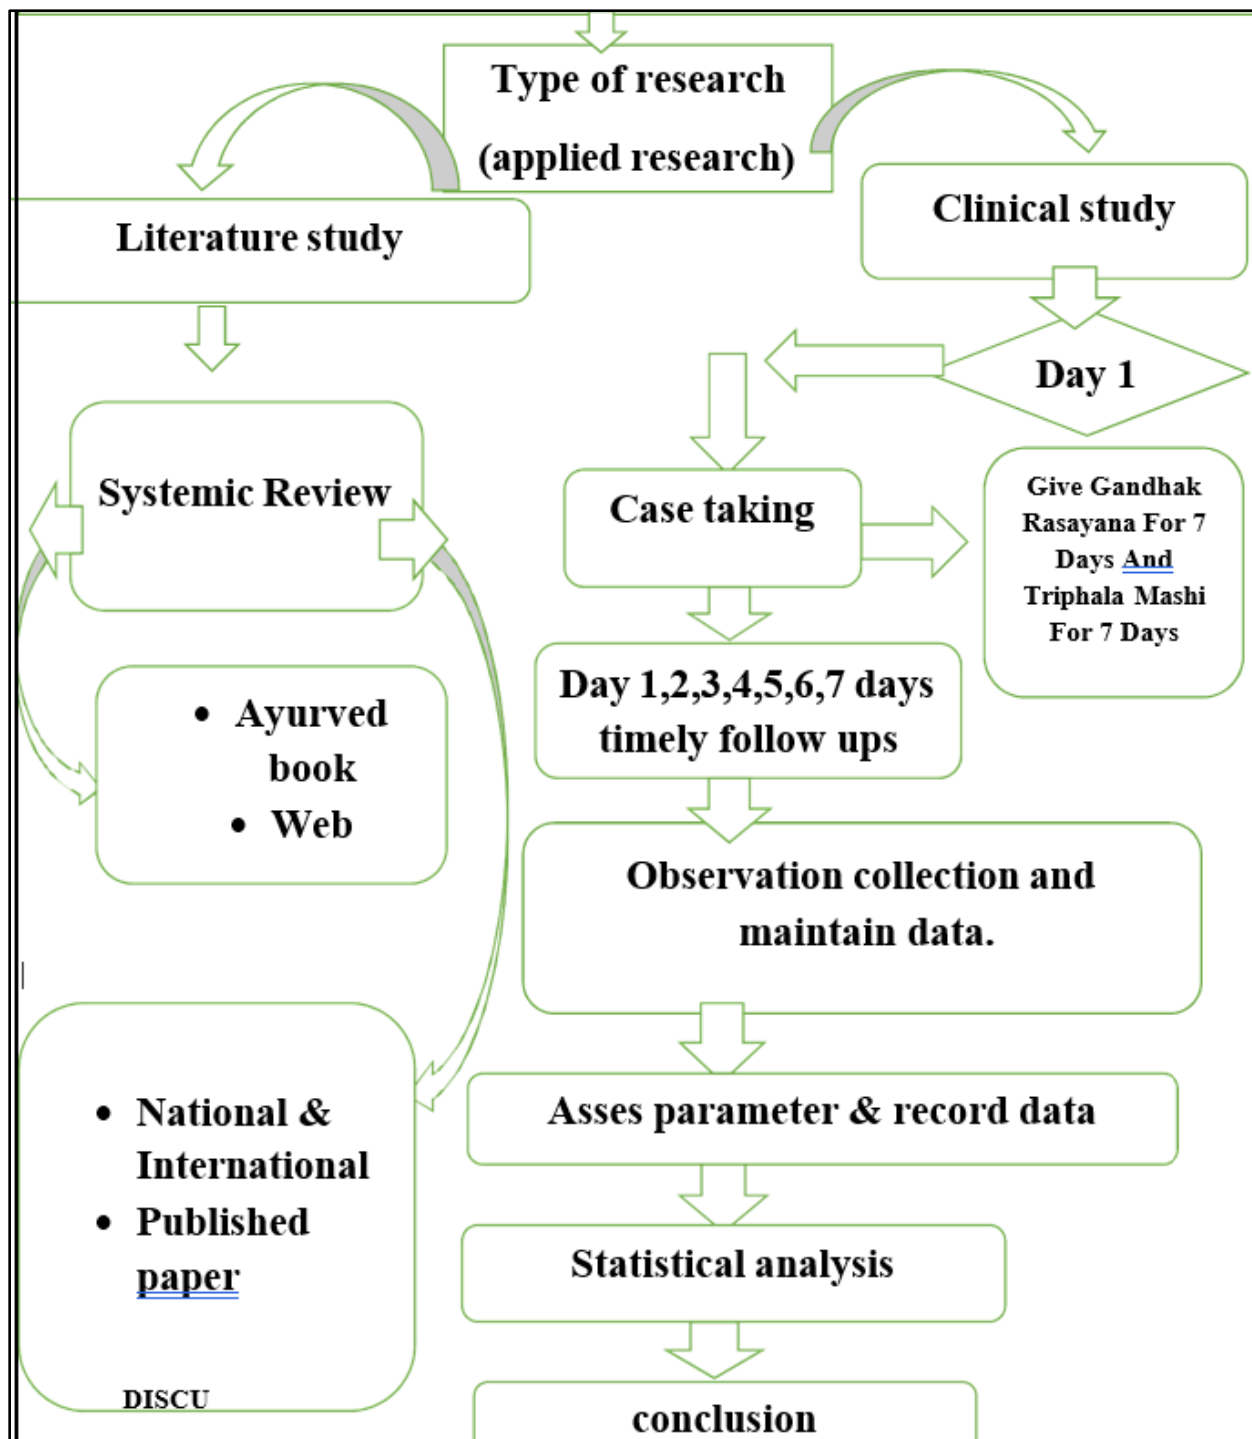 Type of research
(applied research)
Literature study
Clinical study
Day 1
Systemic Review
Case taking
Give Gandhak
Rasayana For 7
Days And
Triphala Mashi
For 7 Days
Day 1,2,3,4,5,6,7 days
timely follow ups
• Ayurved
book
• Web
Observation collection and
maintain data.
• National &
International
• Published
paper
Asses parameter & record data
Statistical analysis
DISCU
conclusion